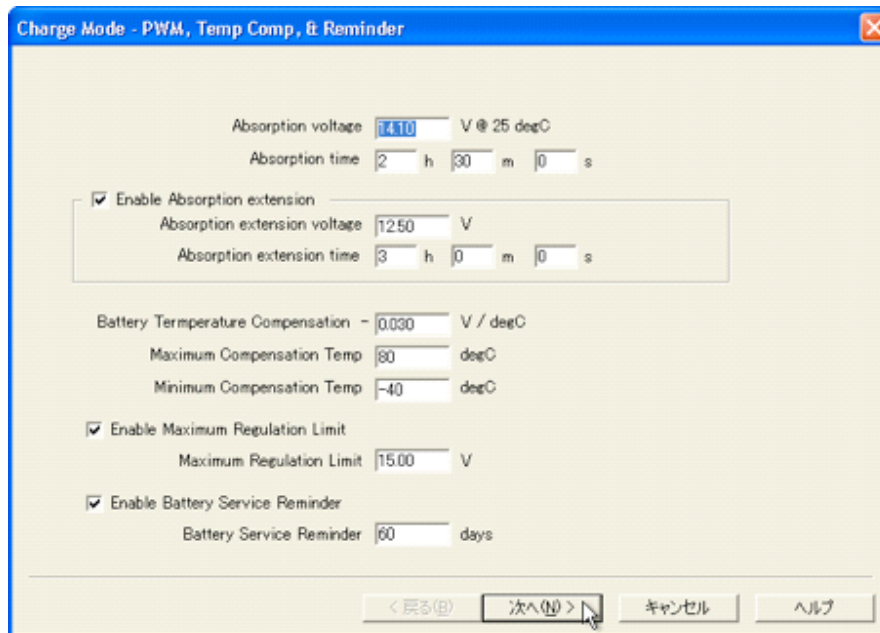 Charge Mode - PWM, Temp Comp, & Reminder
Absorption voltage 14.10 V @ 25 degC
Absorption time 2 h 30 m 0 s
Enable Absorption extension
Absorption extension voltage 12.50 V
Absorption extension time 3 h 0 m 0 s
Battery Termperature Compensation - 0.030 V / degC
Maximum Compensation Temp 80 degC
Minimum Compensation Temp -40 degC
Enable Maximum Regulation Limit
Maximum Regulation Limit 15.00 V
Enable Battery Service Reminder
Battery Service Reminder 60 days
< 戻る(B) 次へ(N) > キャンセル ヘルプ